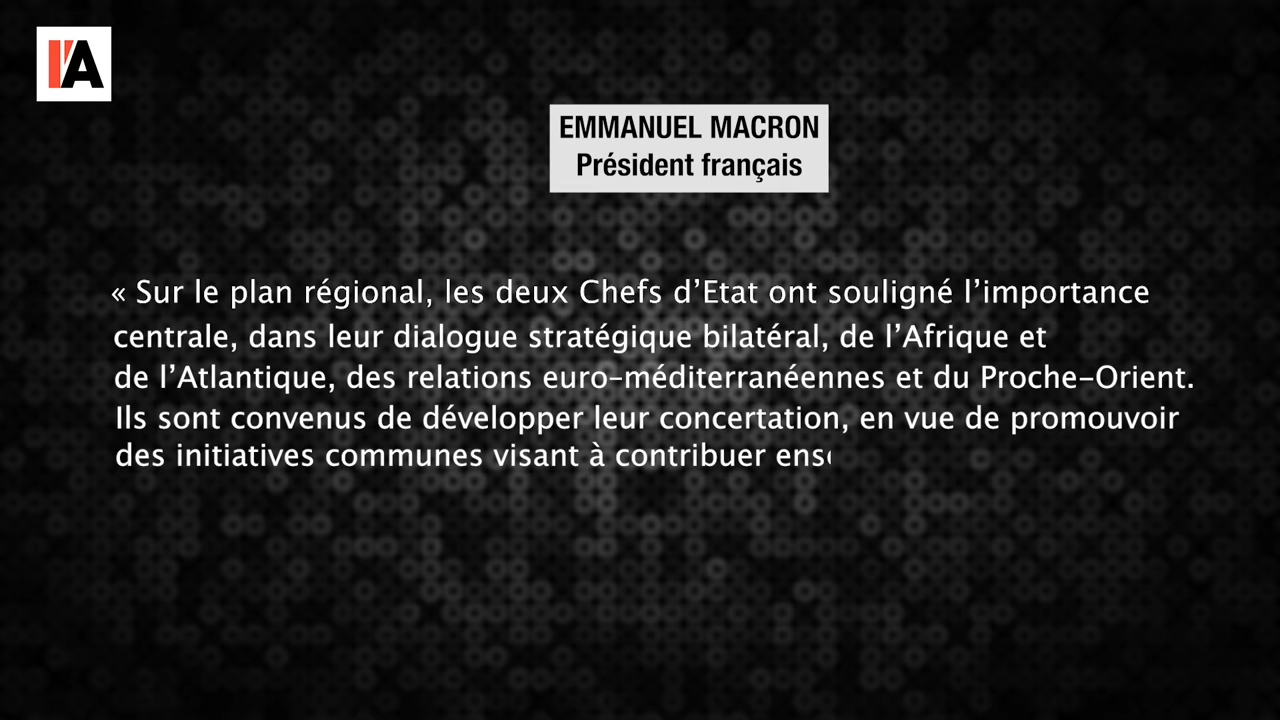 IA
EMMANUEL MACRON
Président français
« Sur le plan régional, les deux Chefs d’Etat ont souligné l’importance
centrale, dans leur dialogue stratégique bilatéral, de l’Afrique et
de l’Atlantique, des relations euro-méditerranéennes et du Proche-Orient.
Ils sont convenus de développer leur concertation, en vue de promouvoir
des initiatives communes visant à contribuer